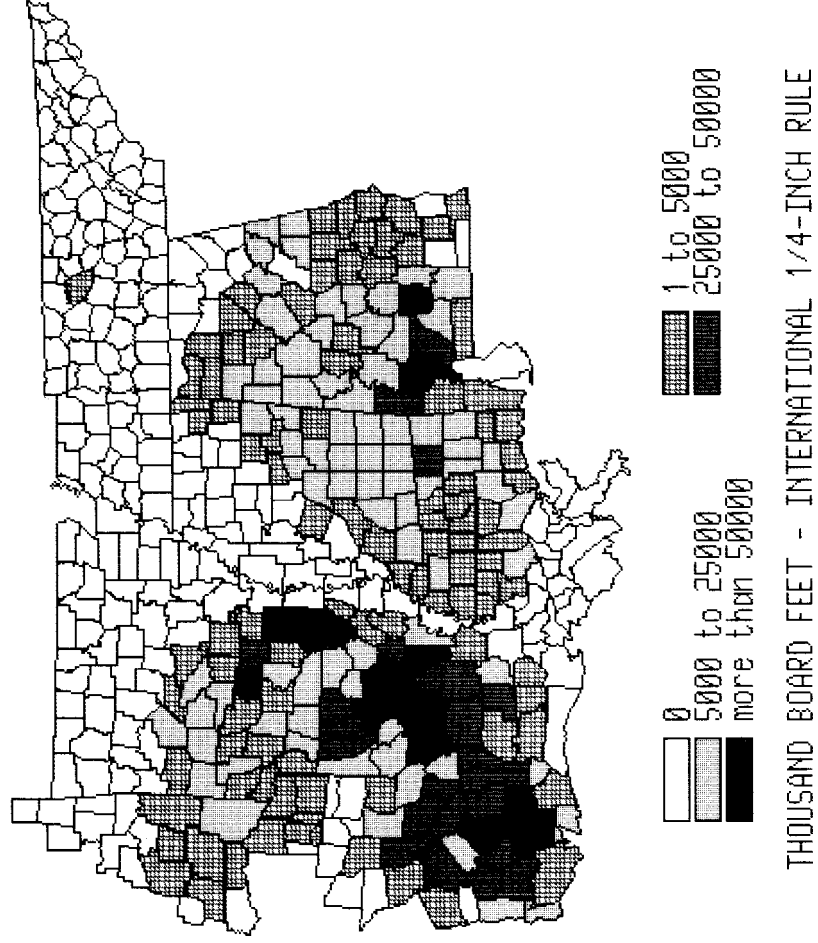 0
5000 to 25000
more than 50000
1 to 5000
25000 to 50000
THOUSAND BOARD FEET - INTERNATIONAL 1/4-INCH RULE